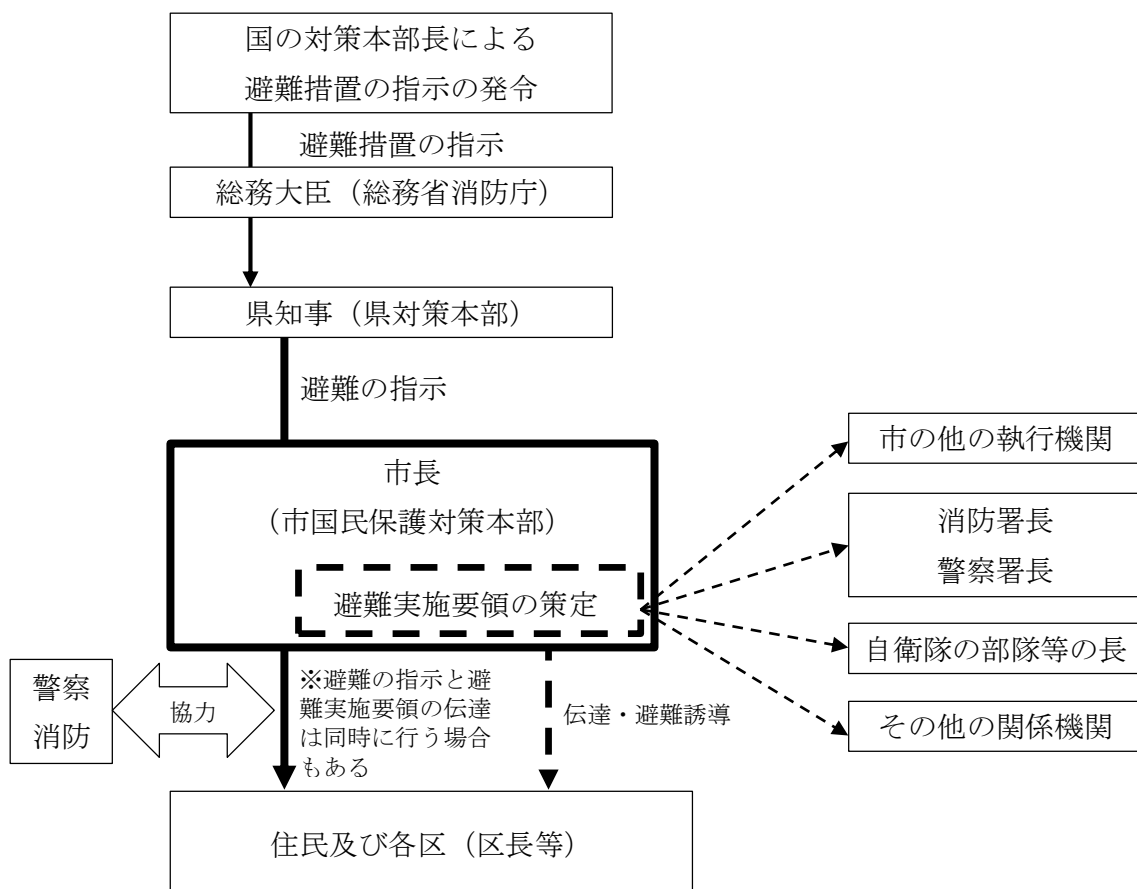 国の対策本部長による
避難措置の指示の発令
避難措置の指示
総務大臣（総務省消防庁）
県知事（県対策本部）
避難の指示
市長
（市国民保護対策本部）
避難実施要領の策定
市の他の執行機関
消防署長
警察署長
自衛隊の部隊等の長
その他の関係機関
警察
消防
協力
※避難の指示と避
難実施要領の伝達
は同時に行う場合
もある
伝達・避難誘導
住民及び各区（区長等）